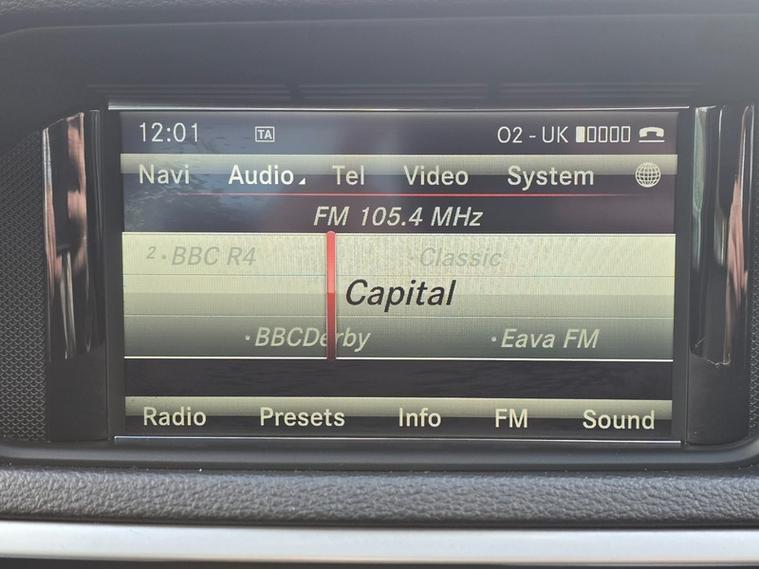 12:01 TA O2 - UK
Navi Audio Tel Video System
FM 105.4 MHz
2 · BBC R4 · Classic
Capital
· BBCDerby · Eava FM
Radio Presets Info FM Sound